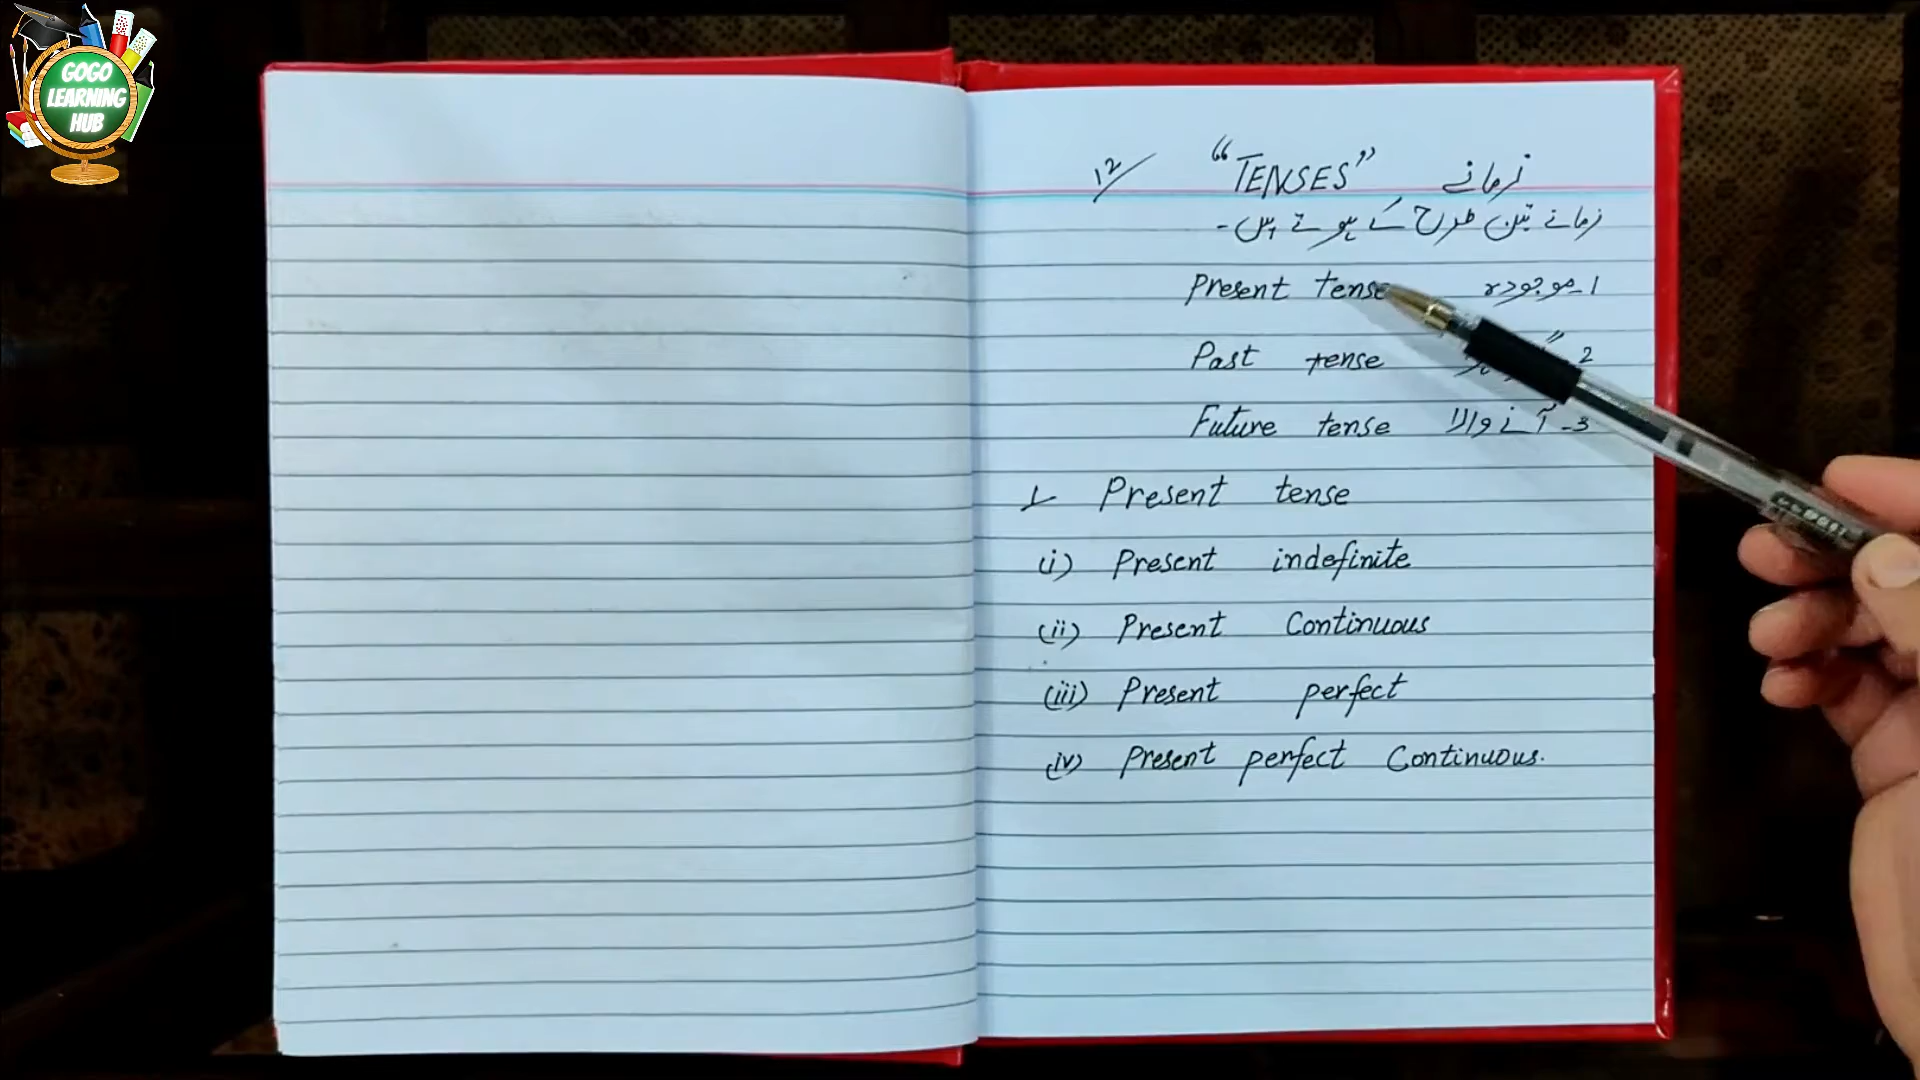 GOGO
LEARNING
HUB
۱۲ “TENSES” زمانے
زمانے تین طرح کے ہوتے ہیں۔
Present tense ۱۔موجودہ
Past tense 2
Future tense 3۔ آنے والا
1 Present tense
(i) Present indefinite
(ii) Present Continuous
(iii) Present perfect
(iv) Present perfect Continuous.